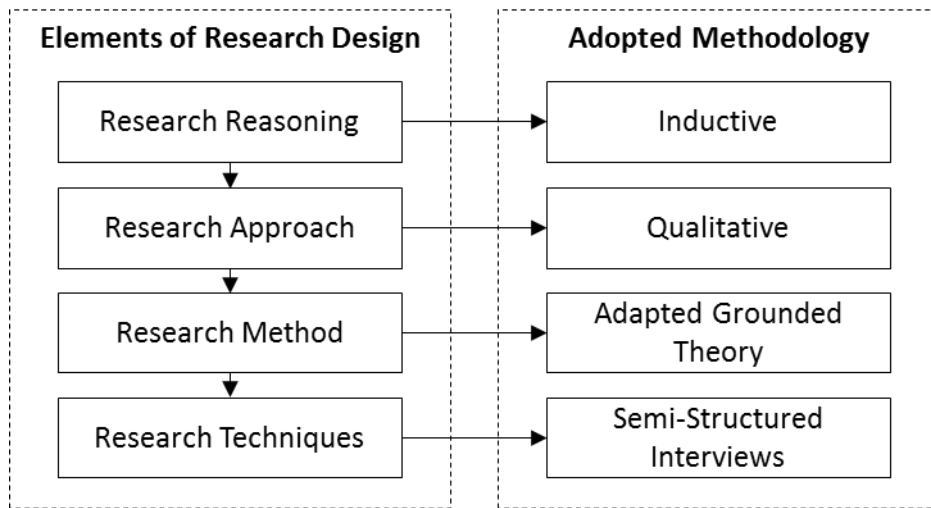 Elements of Research Design
Research Reasoning
Research Approach
Research Method
Research Techniques
Adopted Methodology
Inductive
Qualitative
Adapted Grounded
Theory
Semi-Structured
Interviews